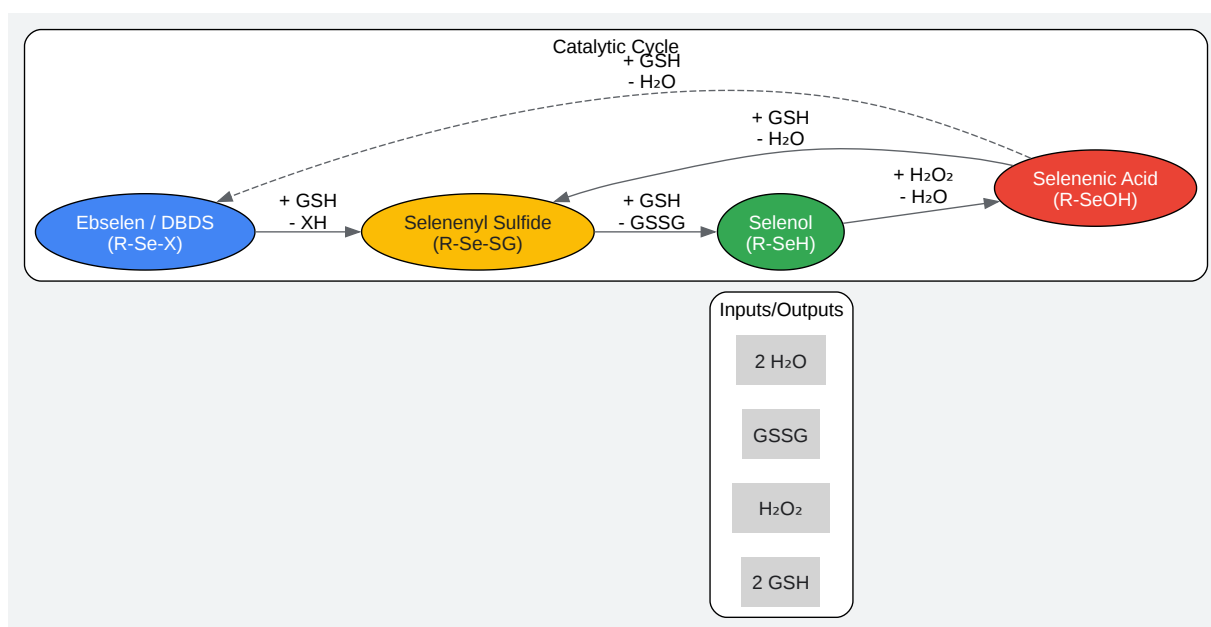 Catalytic Cycle
+ GSH
- H₂O
+ GSH
- H₂O
+ H₂O₂
- H₂O
Selenenic Acid
(R-SeOH)
Ebselen / DBDS
(R-Se-X)
+ GSH
- XH
Selenenyl Sulfide
(R-Se-SG)
+ GSH
- GSSG
Selenol
(R-SeH)
Inputs/Outputs
2 H₂O
GSSG
H₂O₂
2 GSH